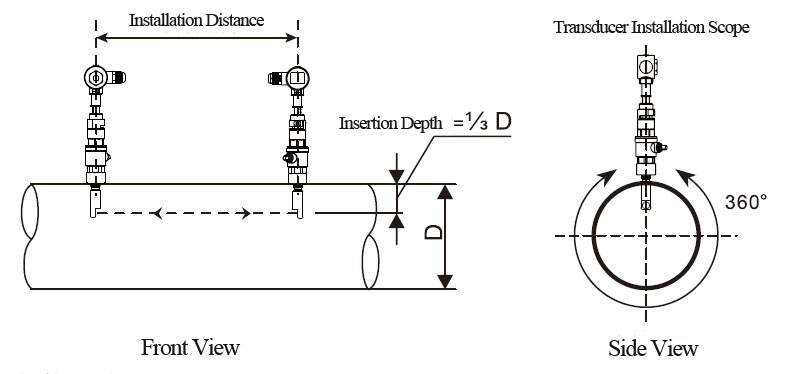 Installation Distance
Transducer Installation Scope
Insertion Depth =⅓ D
360°
D
Front View
Side View